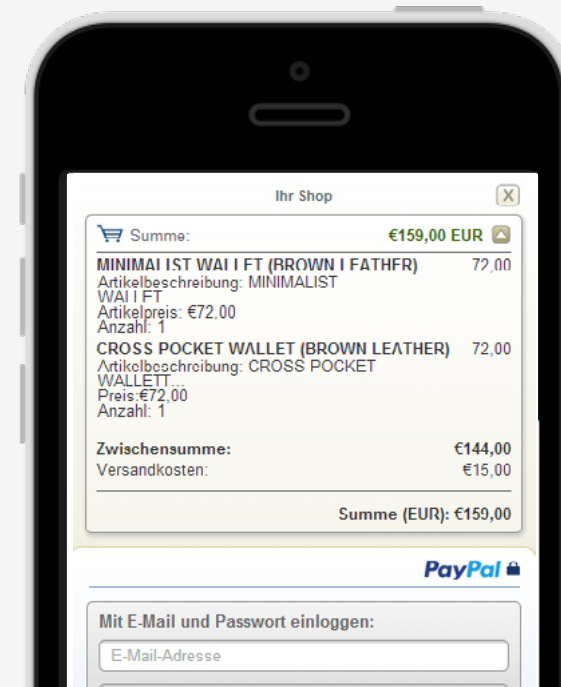 Ihr Shop X
Summe: €159,00 EUR
MINIMALIST WALLET (BROWN LEATHER) 72,00
Artikelbeschreibung: MINIMALIST
WALLET
Artikelpreis: €72,00
Anzahl: 1
CROSS POCKET WALLET (BROWN LEATHER) 72,00
Artikelbeschreibung: CROSS POCKET
WALLETT...
Preis:€72,00
Anzahl: 1
Zwischensumme: €144,00
Versandkosten: €15,00
Summe (EUR): €159,00
PayPal
Mit E-Mail und Passwort einloggen:
E-Mail-Adresse